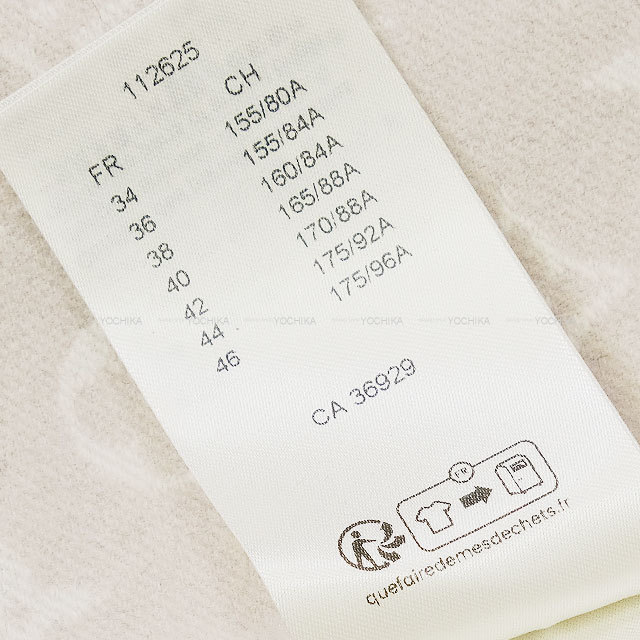 112625
FR CH
34 155/80A
36 155/84A
38 160/84A
40 165/88A
42 170/88A
44 175/92A
46 175/96A
YOCHIKA YOCHIKA YOCHIKA YOCHIKA
CA 36929
FR
quefairedemesdechets.fr